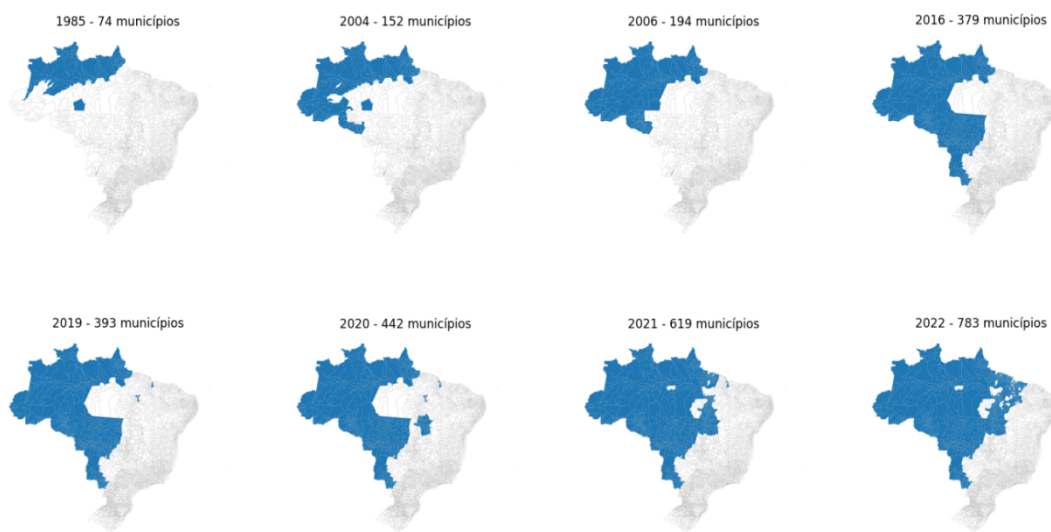 1985 - 74 municípios
2004 - 152 municípios
2006 - 194 municípios
2016 - 379 municípios
2019 - 393 municípios
2020 - 442 municípios
2021 - 619 municípios
2022 - 783 municípios